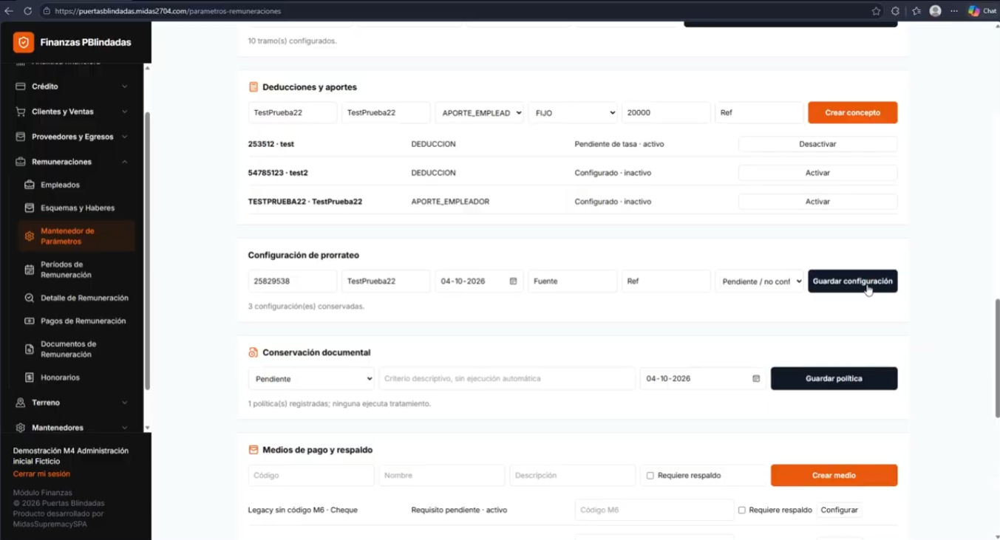 https://puertasblindadas.midas2704.com/parametros-remuneraciones
Chat
Finanzas PBlindadas
Crédito
Clientes y Ventas
Proveedores y Egresos
Remuneraciones
Empleados
Esquemas y Haberes
Mantenedor de
Parámetros
Períodos de
Remuneración
Detalle de Remuneración
Pagos de Remuneración
Documentos de
Remuneración
Honorarios
Terreno
Mantenedores
Demostración M4 Administración
inicial Ficticio
Cerrar mi sesión
Módulo Finanzas
© 2026 Puertas Blindadas
Producto desarrollado por
MidasSupremacySPA
10 tramo(s) configurados.
Deducciones y aportes
TestPrueba22 TestPrueba22 APORTE_EMPLEAD FIJO 20000 Ref Crear concepto
253512 · test DEDUCCION Pendiente de tasa · activo Desactivar
54785123 · test2 DEDUCCION Configurado · inactivo Activar
TESTPRUEBA22 · TestPrueba22 APORTE_EMPLEADOR Configurado · inactivo Activar
Configuración de prorrateo
25829538 TestPrueba22 04-10-2026 Fuente Ref Pendiente / no conf Guardar configuración
3 configuración(es) conservadas.
Conservación documental
Pendiente Criterio descriptivo, sin ejecución automática 04-10-2026 Guardar política
1 política(s) registradas; ninguna ejecuta tratamiento.
Medios de pago y respaldo
Código Nombre Descripción Requiere respaldo Crear medio
Legacy sin código M6 · Cheque Requisito pendiente · activo Código M6 Requiere respaldo Configurar